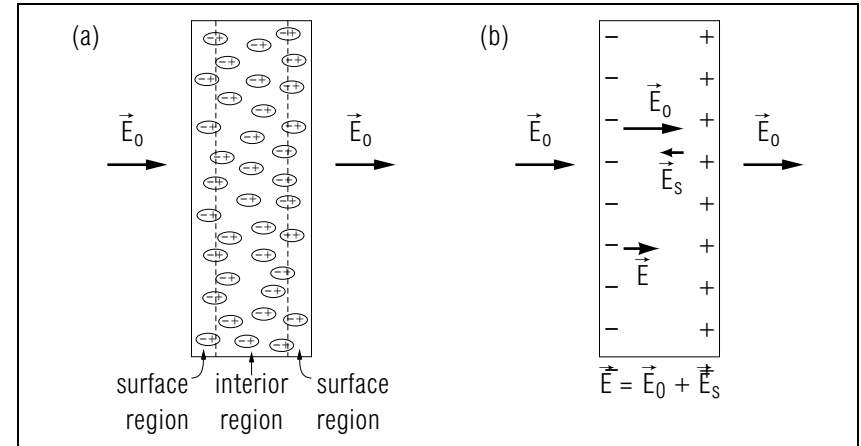 (a)
E⃗₀
E⃗₀
surface region
interior region
surface region
(b)
E⃗₀
E⃗₀
E⃗ₛ
E⃗
E⃗₀
E⃗ = E⃗₀ + E⃗ₛ